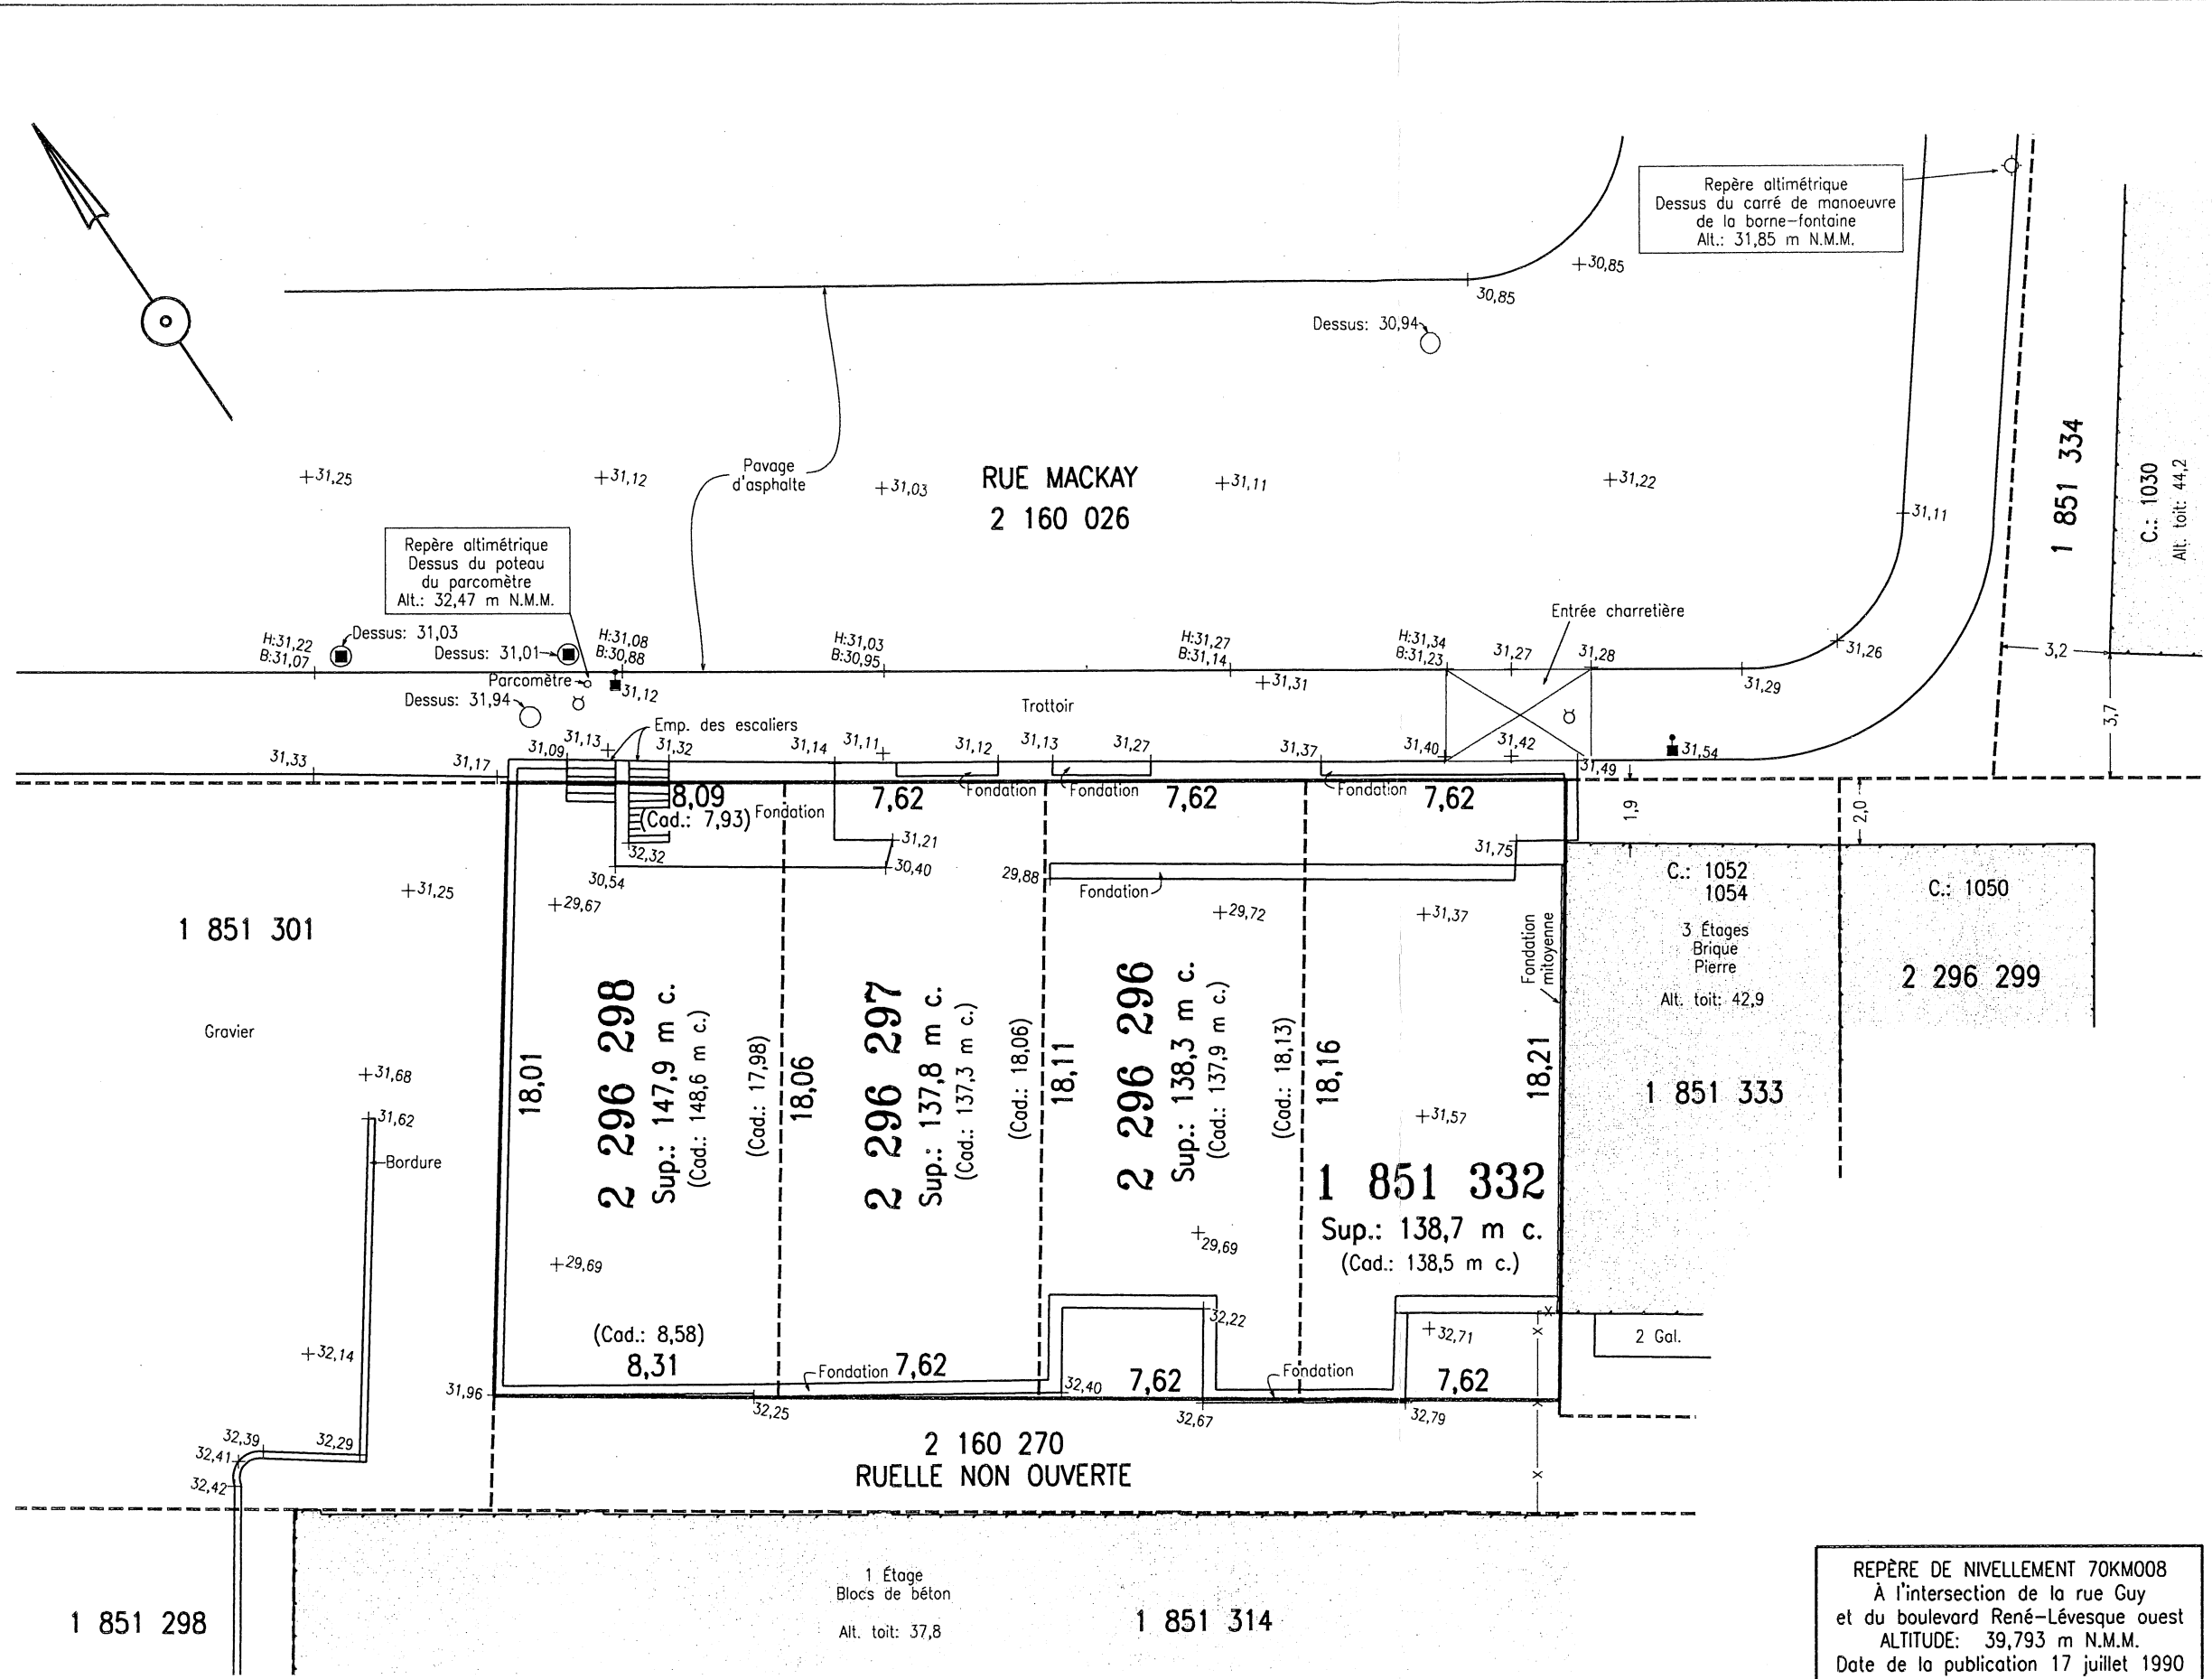 Repère altimétrique
Dessus du carré de manoeuvre
de la borne-fontaine
Alt.: 31,85 m N.M.M.
30,85
30,85
Dessus: 30,94
31,25
31,12
Pavage
d'asphalte
31,03
RUE MACKAY
2 160 026
31,11
31,22
31,11
1 851 334
C.: 1030
Alt. toit: 44,2
Repère altimétrique
Dessus du poteau
du parcomètre
Alt.: 32,47 m N.M.M.
Entrée charretière
H:31,22
B:31,07
Dessus: 31,03
Dessus: 31,01
H:31,08
B:30,88
H:31,03
B:30,95
H:31,27
B:31,14
H:31,34
B:31,23
31,27
31,28
31,26
3,2
Parcomètre
31,12
31,31
31,29
Dessus: 31,94
Trottoir
3,7
Emp. des escaliers
31,33
31,17
31,09
31,13
31,32
31,14
31,11
31,12
31,13
31,27
31,37
31,40
31,42
31,49
31,54
8,09
(Cad.: 7,93)
Fondation
7,62
Fondation
Fondation
7,62
Fondation
7,62
1,9
2,0
32,32
31,21
30,54
30,40
29,88
Fondation
31,75
31,25
29,67
29,72
31,37
Fondation
mitoyenne
C.: 1052
1054
3 Étages
Brique
Pierre
Alt. toit: 42,9
1 851 333
C.: 1050
2 296 299
1 851 301
Gravier
31,68
31,62
Bordure
18,01
2 296 298
Sup.: 147,9 m c.
(Cad.: 148,6 m c.)
(Cad.: 17,98)
18,06
2 296 297
Sup.: 137,8 m c.
(Cad.: 137,3 m c.)
(Cad.: 18,06)
18,11
2 296 296
Sup.: 138,3 m c.
(Cad.: 137,9 m c.)
(Cad.: 18,13)
18,16
18,21
31,57
1 851 332
Sup.: 138,7 m c.
(Cad.: 138,5 m c.)
29,69
29,69
32,14
(Cad.: 8,58)
8,31
Fondation
7,62
32,22
32,71
2 Gal.
31,96
32,25
32,40
7,62
Fondation
7,62
32,67
32,79
32,39
32,29
32,41
32,42
2 160 270
RUELLE NON OUVERTE
1 Étage
Blocs de béton
Alt. toit: 37,8
1 851 298
1 851 314
REPÈRE DE NIVELLEMENT 70KM008
À l'intersection de la rue Guy
et du boulevard René-Lévesque ouest
ALTITUDE: 39,793 m N.M.M.
Date de la publication 17 juillet 1990